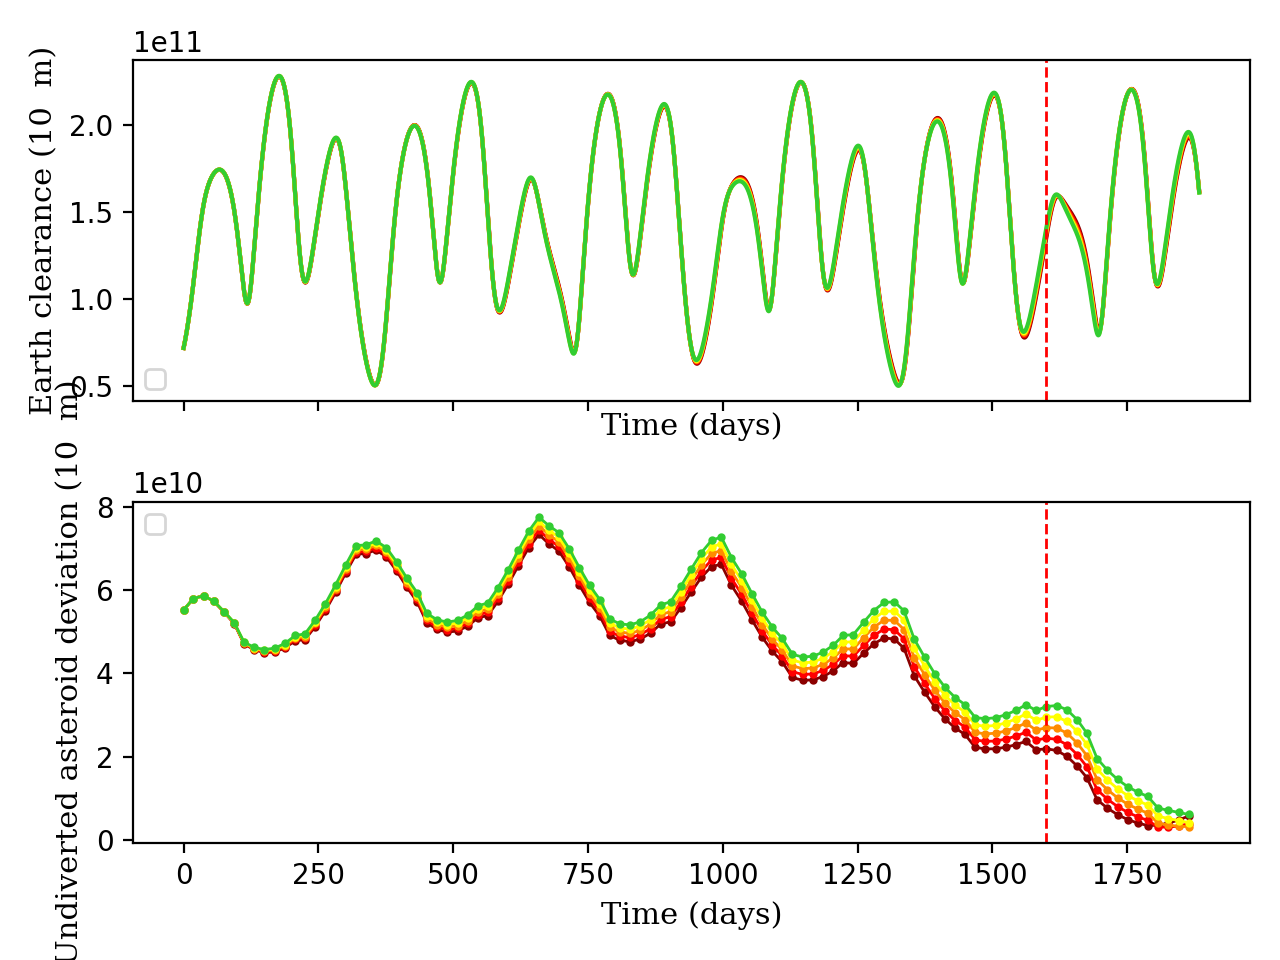 1e11
Earth clearance (10  m)
2.0
1.5
1.0
0.5
Time (days)
1e10
Undiverted asteroid deviation (10  m)
8
6
4
2
0
0 250 500 750 1000 1250 1500 1750
Time (days)